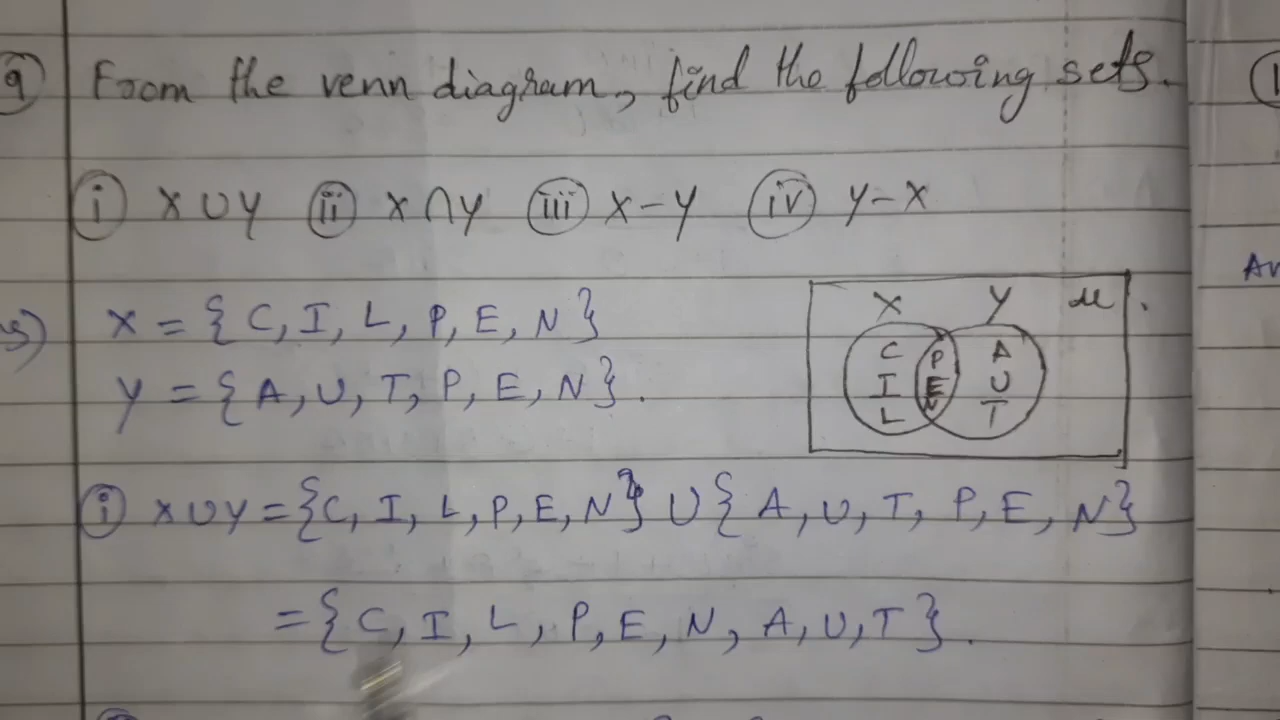 9 From the venn diagram, find the following sets.
i X∪Y ii X∩Y iii X-Y iv Y-X
X = {C, I, L, P, E, N}
Y = {A, U, T, P, E, N}.
X Y μ
C P A
I E U
L N T
i X∪Y = {C, I, L, P, E, N} ∪ {A, U, T, P, E, N}
= {C, I, L, P, E, N, A, U, T}.